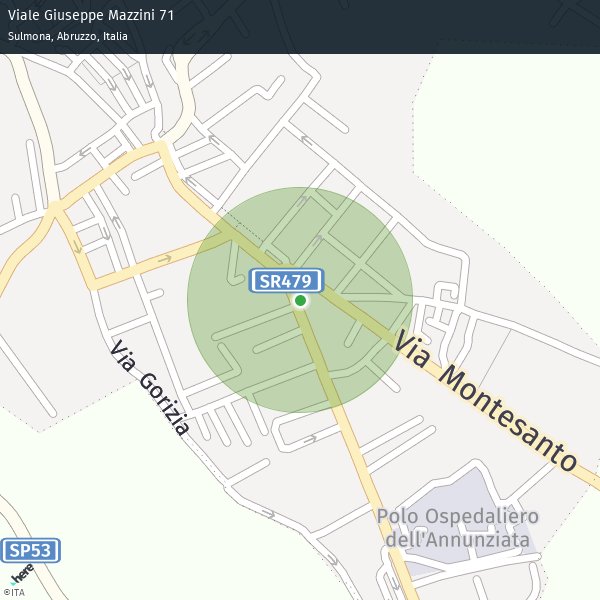 Viale Giuseppe Mazzini 71
Sulmona, Abruzzo, Italia
SR479
Via Montesanto
Via Gorizia
Polo Ospedaliero
dell'Annunziata
SP53
here
©ITA